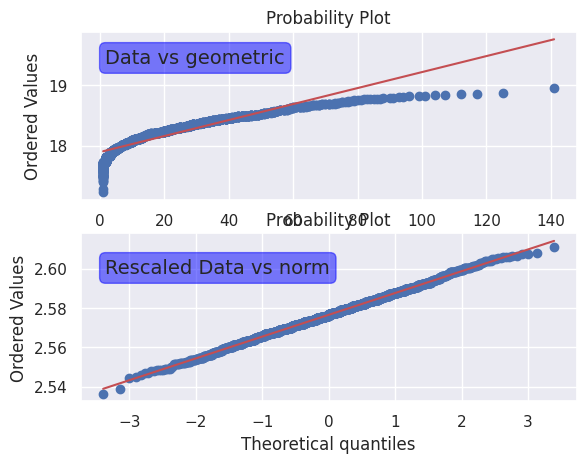 Probability Plot
Data vs geometric
Ordered Values
19
18
0 20 40 60 80 100 120 140
Probability Plot
Rescaled Data vs norm
Ordered Values
2.60
2.58
2.56
2.54
−3 −2 −1 0 1 2 3
Theoretical quantiles